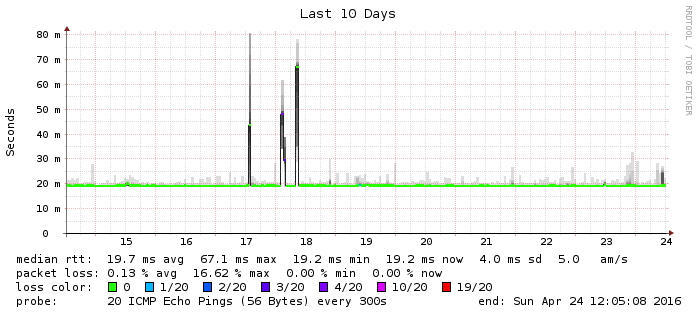 Last 10 Days
RRDTOOL / TOBI OETIKER
Seconds
80 m
70 m
60 m
50 m
40 m
30 m
20 m
10 m
0
15 16 17 18 19 20 21 22 23 24
median rtt: 19.7 ms avg 67.1 ms max 19.2 ms min 19.2 ms now 4.0 ms sd 5.0 am/s
packet loss: 0.13 % avg 16.62 % max 0.00 % min 0.00 % now
loss color: 0 1/20 2/20 3/20 4/20 10/20 19/20
probe: 20 ICMP Echo Pings (56 Bytes) every 300s end: Sun Apr 24 12:05:08 2016